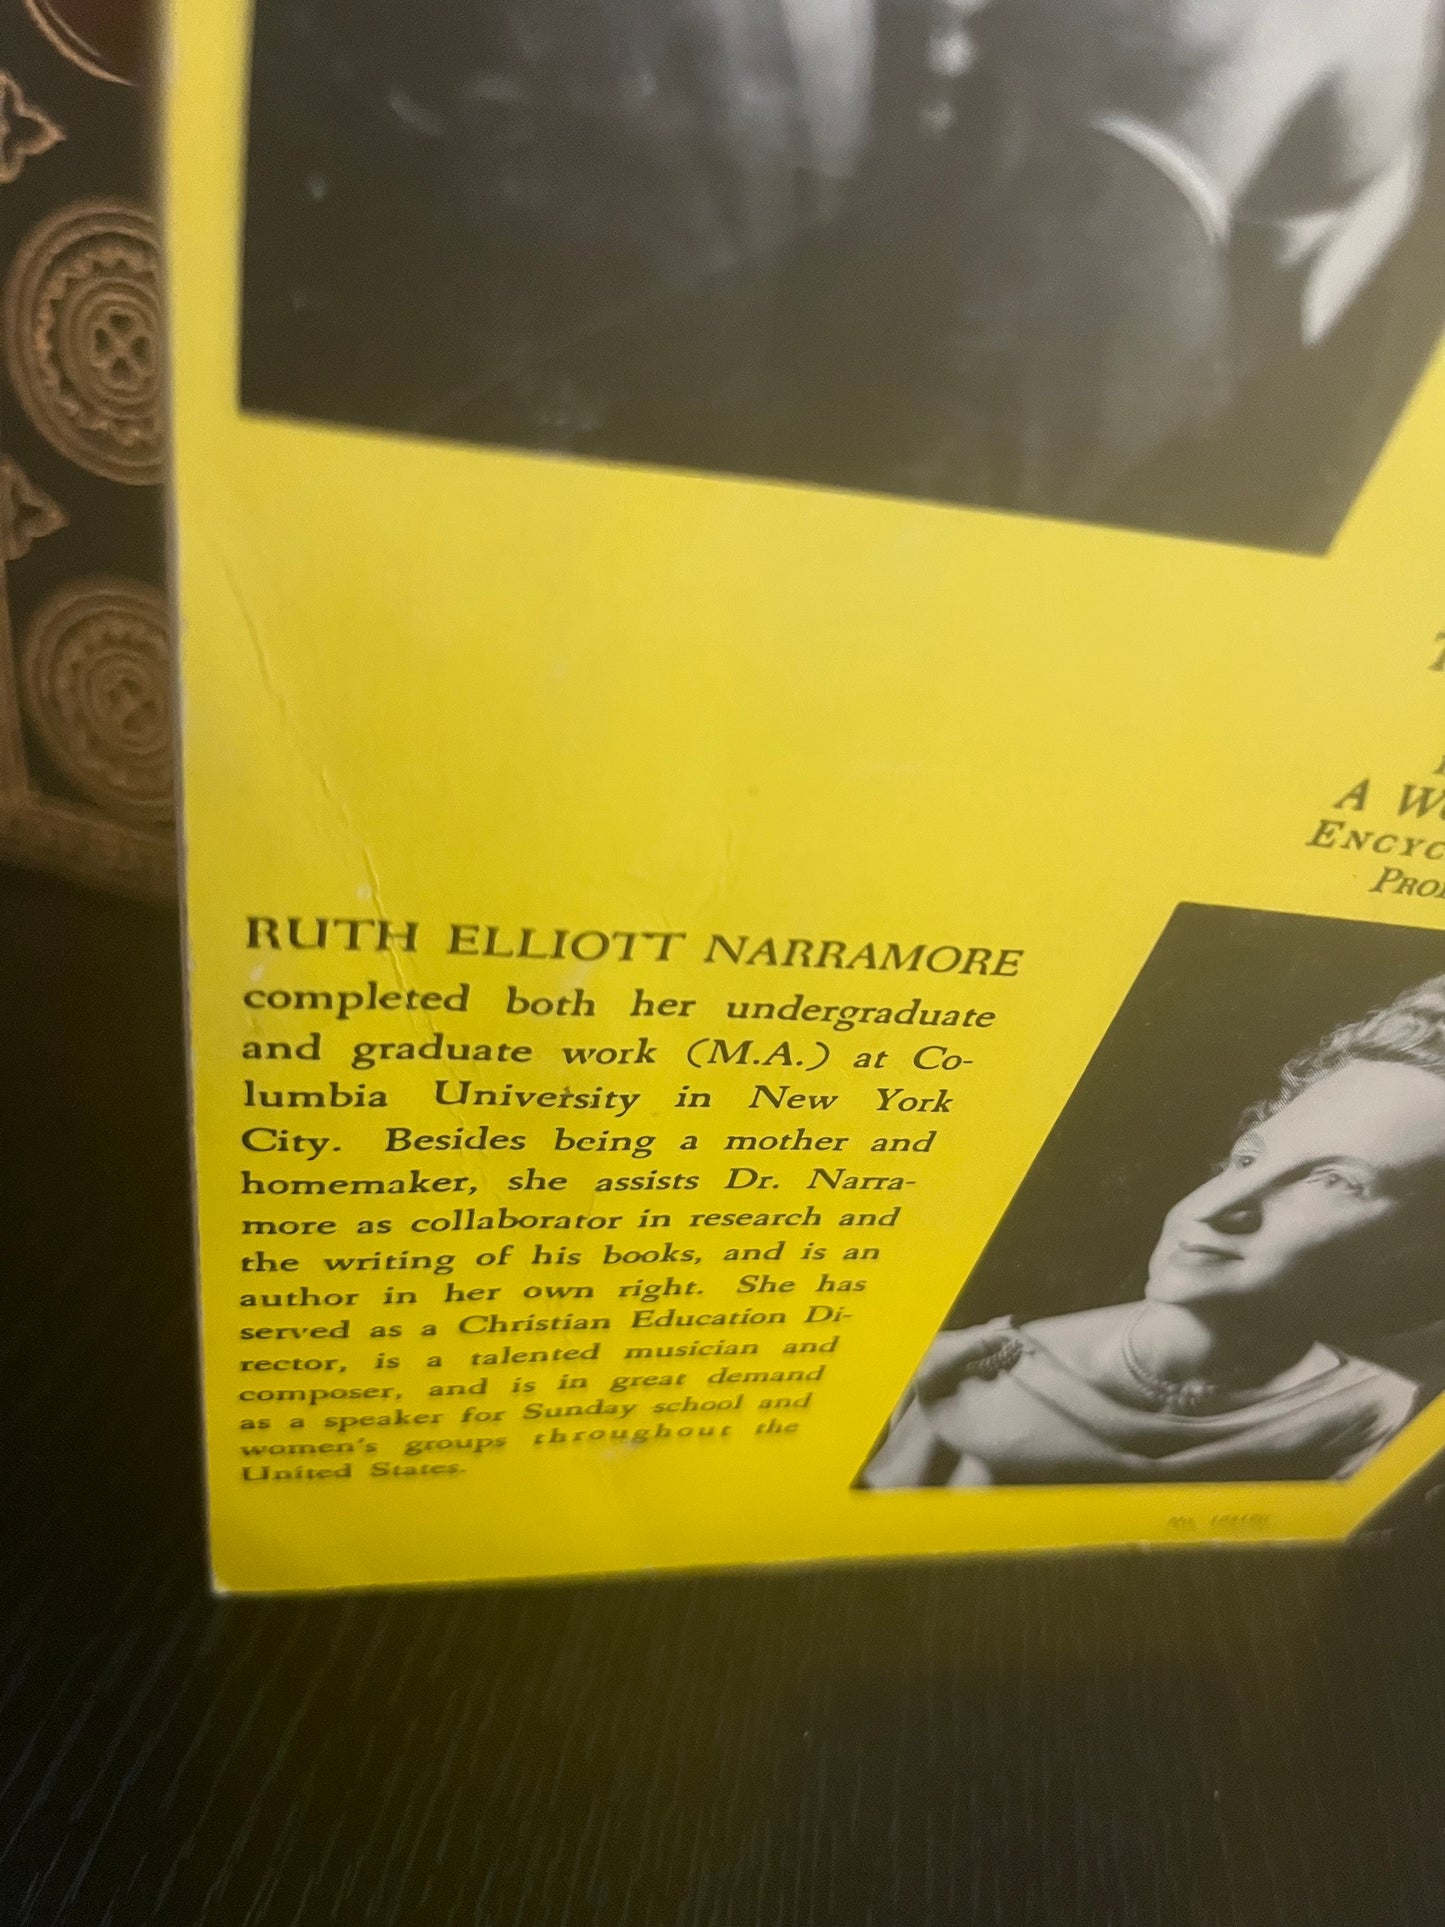 A
ENCYC
RUTH ELLIOTT NARRAMORE
completed both her undergraduate
and graduate work (M.A.) at Co-
lumbia University in New York
City. Besides being a mother and
homemaker, she assists Dr. Narra-
more as collaborator in research and
the writing of his books, and is an
author in her own right. She has
served as a Christian Education Di-
rector, is a talented musician and
composer, and is in great demand
as a speaker for Sunday school and
women's groups throughout the
United States.